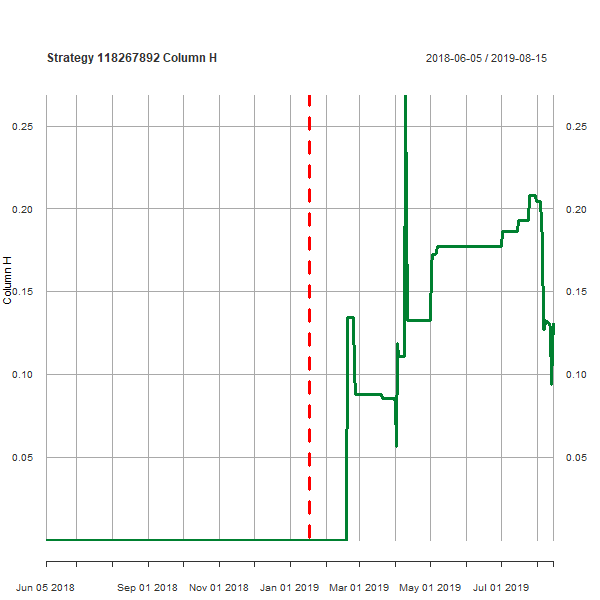 Strategy 118267892 Column H
2018-06-05 / 2019-08-15
0.25
0.25
0.20
0.20
0.15
0.15
0.10
0.10
0.05
0.05
Column H
Jun 05 2018
Sep 01 2018
Nov 01 2018
Jan 01 2019
Mar 01 2019
May 01 2019
Jul 01 2019